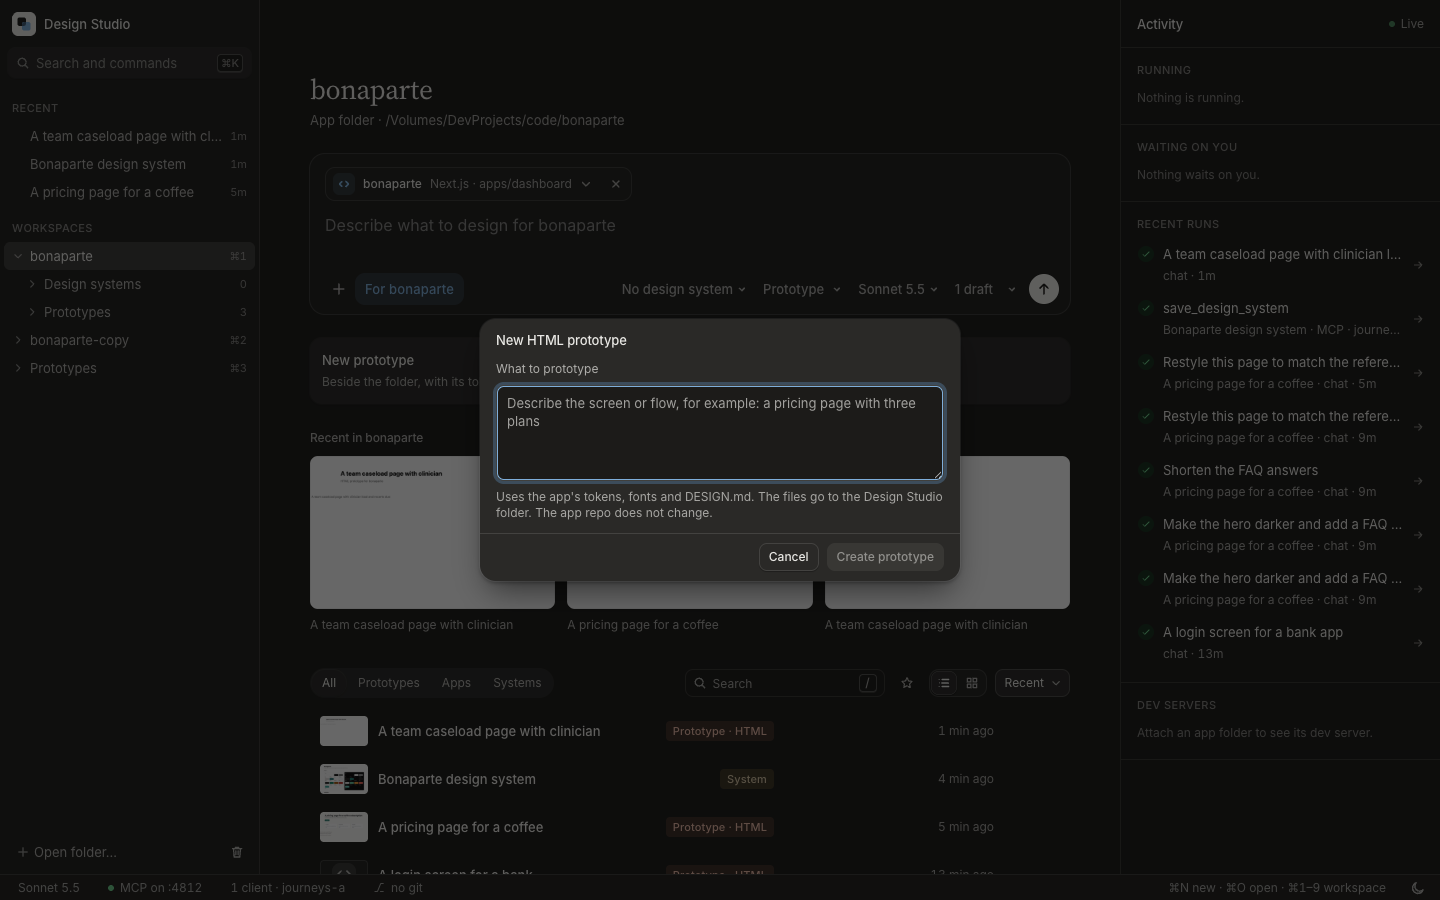 Design Studio
Search and commands ⌘K
RECENT
A team caseload page with cl... 1m
Bonaparte design system 1m
A pricing page for a coffee 5m
WORKSPACES
bonaparte ⌘1
Design systems 0
Prototypes 3
bonaparte-copy ⌘2
Prototypes ⌘3
Open folder...
bonaparte
App folder · /Volumes/DevProjects/code/bonaparte
bonaparte Next.js · apps/dashboard
Describe what to design for bonaparte
For bonaparte No design system Prototype Sonnet 5.5 1 draft
New prototype
Beside the folder, with its to
New HTML prototype
What to prototype
Describe the screen or flow, for example: a pricing page with three
plans
Uses the app's tokens, fonts and DESIGN.md. The files go to the Design Studio
folder. The app repo does not change.
Cancel Create prototype
Recent in bonaparte
A team caseload page with clinician
A team caseload page with clinician
A pricing page for a coffee
A team caseload page with clinician
All Prototypes Apps Systems Search / Recent
A team caseload page with clinician Prototype · HTML 1 min ago
Bonaparte design system System 4 min ago
A pricing page for a coffee Prototype · HTML 5 min ago
A login screen for a bank Prototype · HTML 13 min ago
Activity Live
RUNNING
Nothing is running.
WAITING ON YOU
Nothing waits on you.
RECENT RUNS
A team caseload page with clinician l...
chat · 1m
save_design_system
Bonaparte design system · MCP · journe...
Restyle this page to match the refere...
A pricing page for a coffee · chat · 5m
Restyle this page to match the refere...
A pricing page for a coffee · chat · 9m
Shorten the FAQ answers
A pricing page for a coffee · chat · 9m
Make the hero darker and add a FAQ ...
A pricing page for a coffee · chat · 9m
Make the hero darker and add a FAQ ...
A pricing page for a coffee · chat · 9m
A login screen for a bank app
chat · 13m
DEV SERVERS
Attach an app folder to see its dev server.
Sonnet 5.5 MCP on :4812 1 client · journeys-a no git ⌘N new · ⌘O open · ⌘1–9 workspace